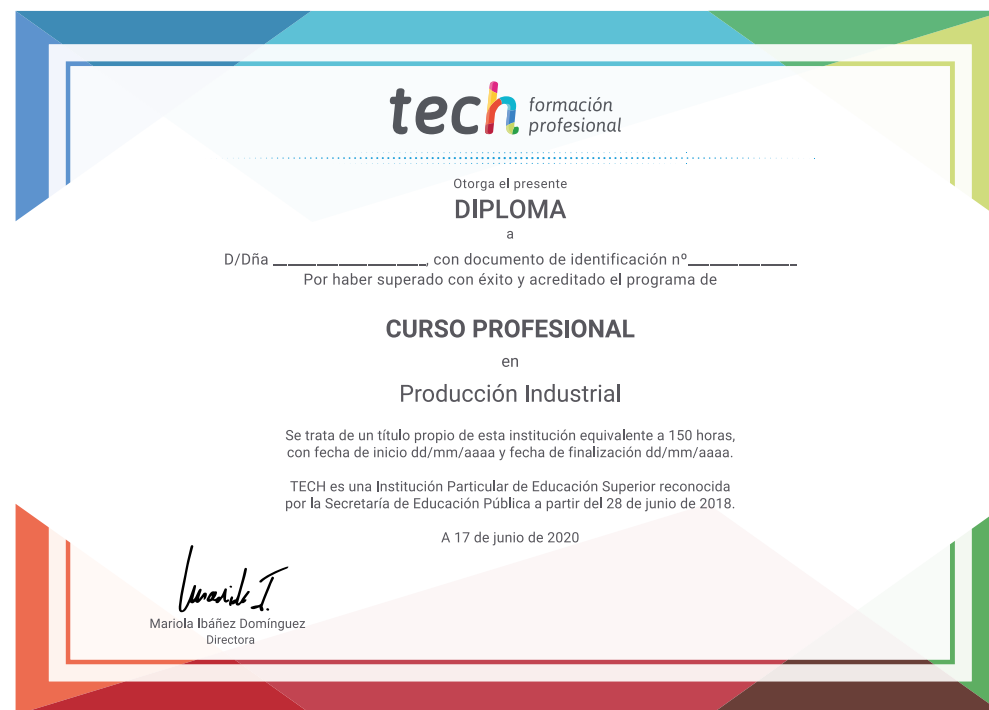 tech formación
profesional
Otorga el presente
DIPLOMA
a
D/Dña ____________________, con documento de identificación nº______________
Por haber superado con éxito y acreditado el programa de
CURSO PROFESIONAL
en
Producción Industrial
Se trata de un título propio de esta institución equivalente a 150 horas,
con fecha de inicio dd/mm/aaaa y fecha de finalización dd/mm/aaaa.
TECH es una Institución Particular de Educación Superior reconocida
por la Secretaría de Educación Pública a partir del 28 de junio de 2018.
A 17 de junio de 2020
Mariola Ibáñez Domínguez
Directora